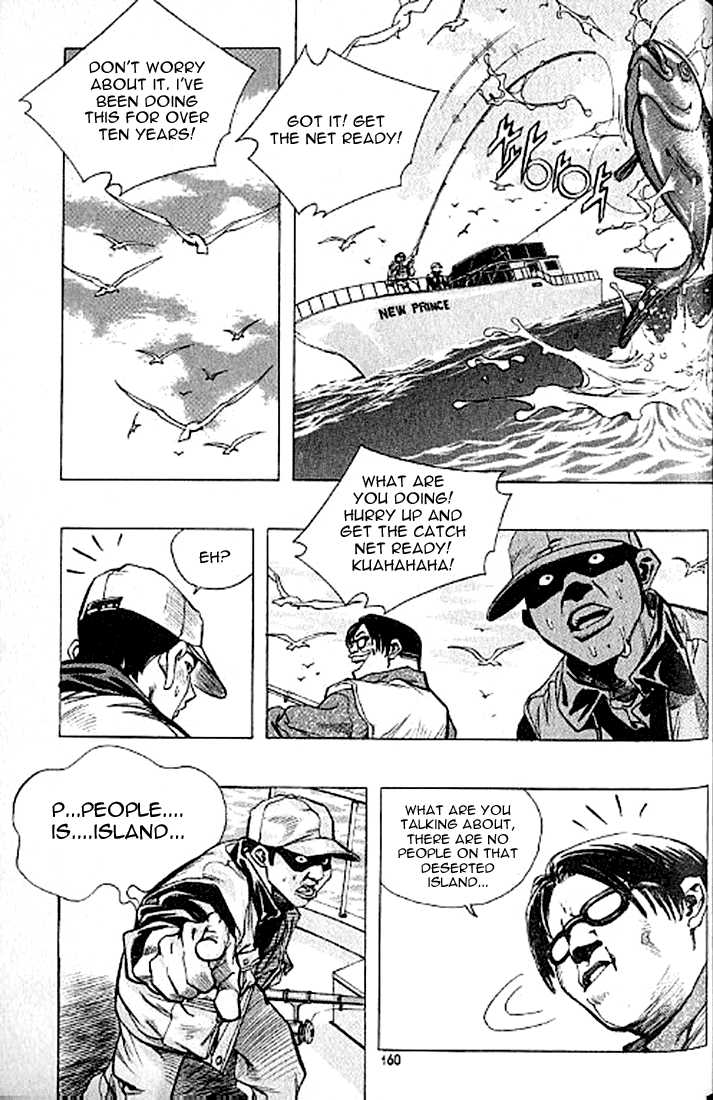 DON'T WORRY
ABOUT IT. I'VE
BEEN DOING
THIS FOR OVER
TEN YEARS!
GOT IT! GET
THE NET READY!
NEW PRINCE
EH?
WHAT ARE
YOU DOING!
HURRY UP AND
GET THE CATCH
NET READY!
KUAHAHAHA!
P...PEOPLE....
IS....ISLAND...
WHAT ARE YOU
TALKING ABOUT,
THERE ARE NO
PEOPLE ON THAT
DESERTED
ISLAND...
160